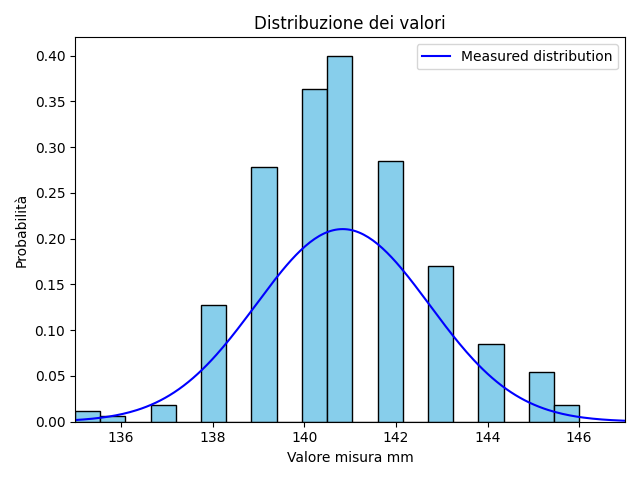 Distribuzione dei valori
Measured distribution
0.40
0.35
0.30
0.25
0.20
0.15
0.10
0.05
0.00
Probabilità
136 138 140 142 144 146
Valore misura mm